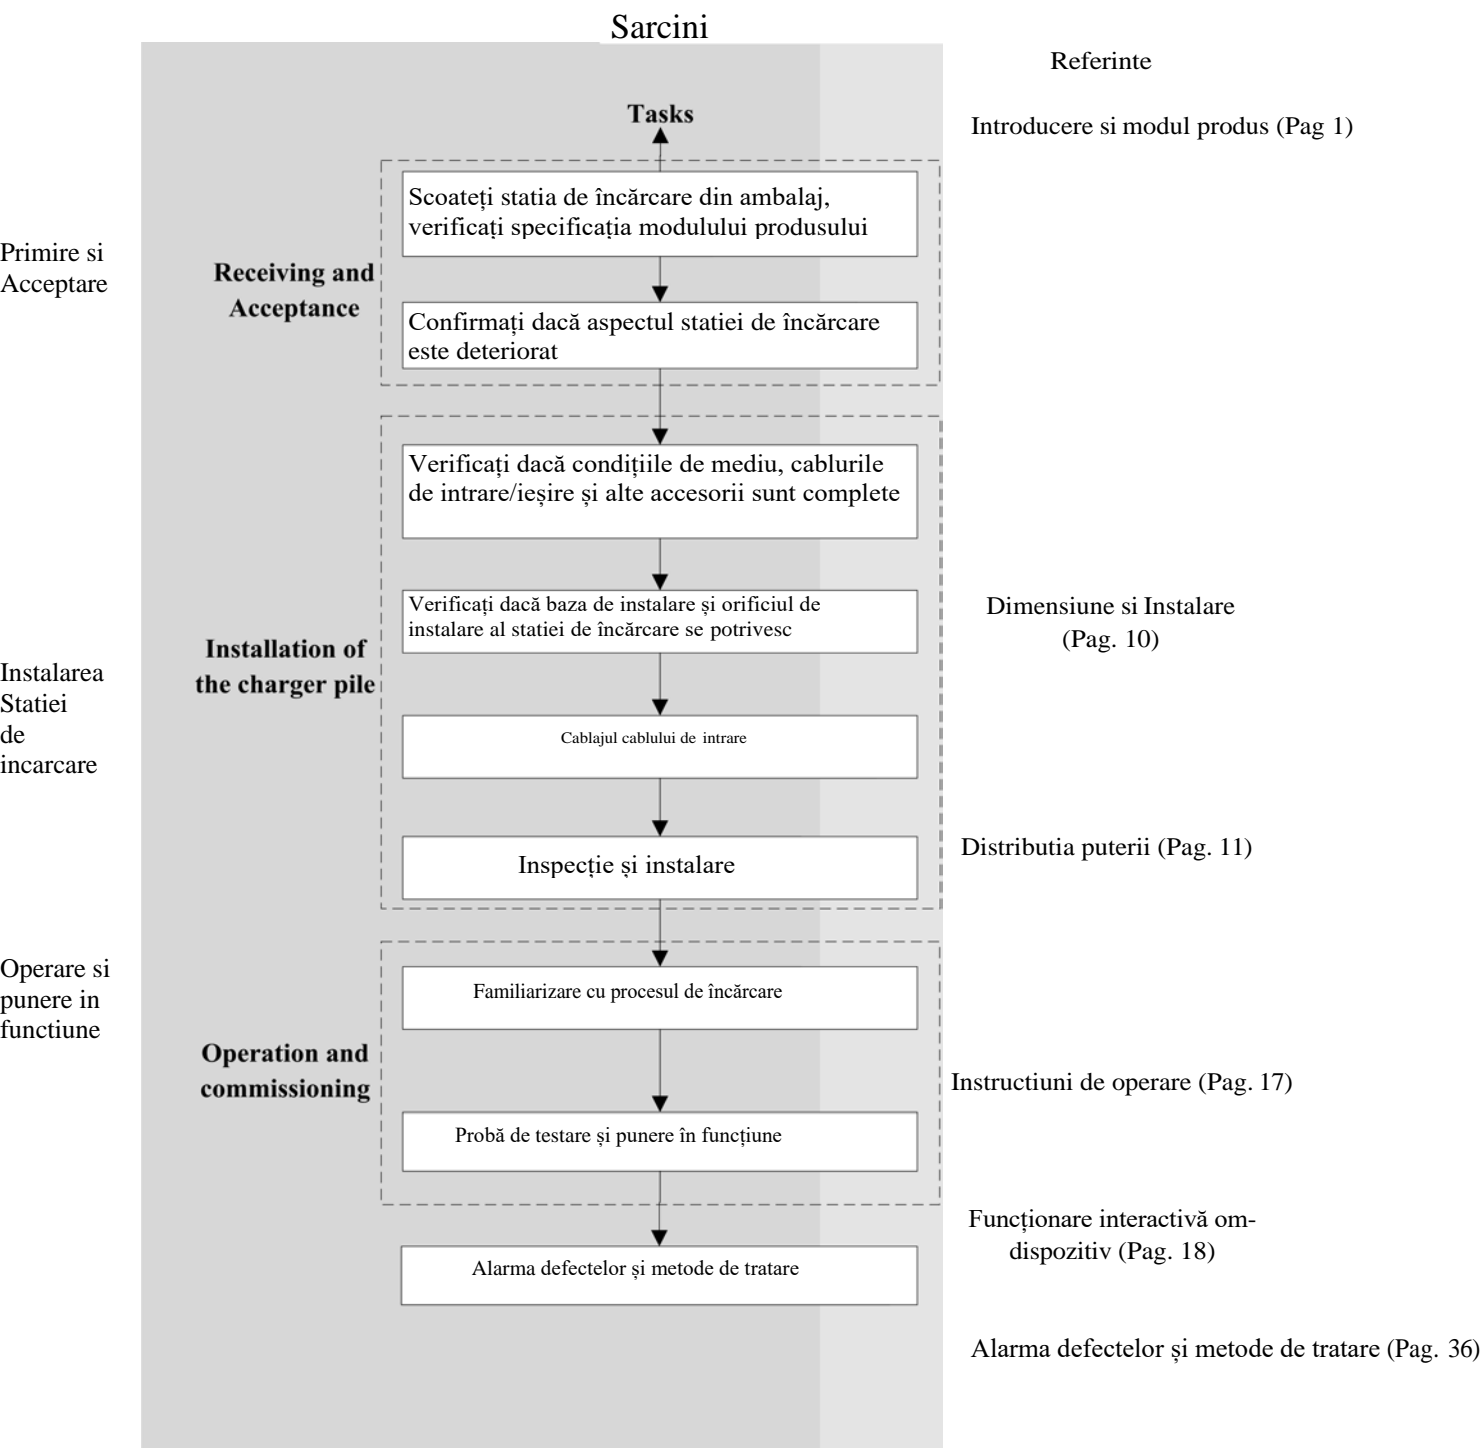 Sarcini
Referinte
Tasks
Introducere si modul produs (Pag 1)
Scoateți statia de încărcare din ambalaj,
verificați specificația modulului produsului
Primire si
Acceptare
Receiving and
Acceptance
Confirmați dacă aspectul statiei de încărcare
este deteriorat
Verificați dacă condițiile de mediu, cablurile
de intrare/ieșire și alte accesorii sunt complete
Verificați dacă baza de instalare și orificiul de
instalare al statiei de încărcare se potrivesc
Dimensiune si Instalare
(Pag. 10)
Installation of
the charger pile
Instalarea
Statiei
de
incarcare
Cablajul cablului de intrare
Inspecție și instalare
Distributia puterii (Pag. 11)
Operare si
punere in
functiune
Familiarizare cu procesul de încărcare
Operation and
commissioning
Instructiuni de operare (Pag. 17)
Probă de testare și punere în funcțiune
Funcționare interactivă om-
dispozitiv (Pag. 18)
Alarma defectelor și metode de tratare
Alarma defectelor și metode de tratare (Pag. 36)